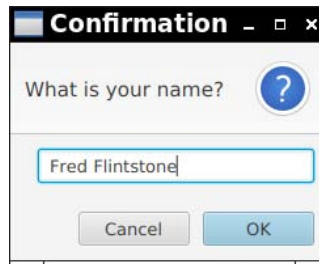 Confirmation
What is your name?
?
Fred Flintstone
Cancel OK